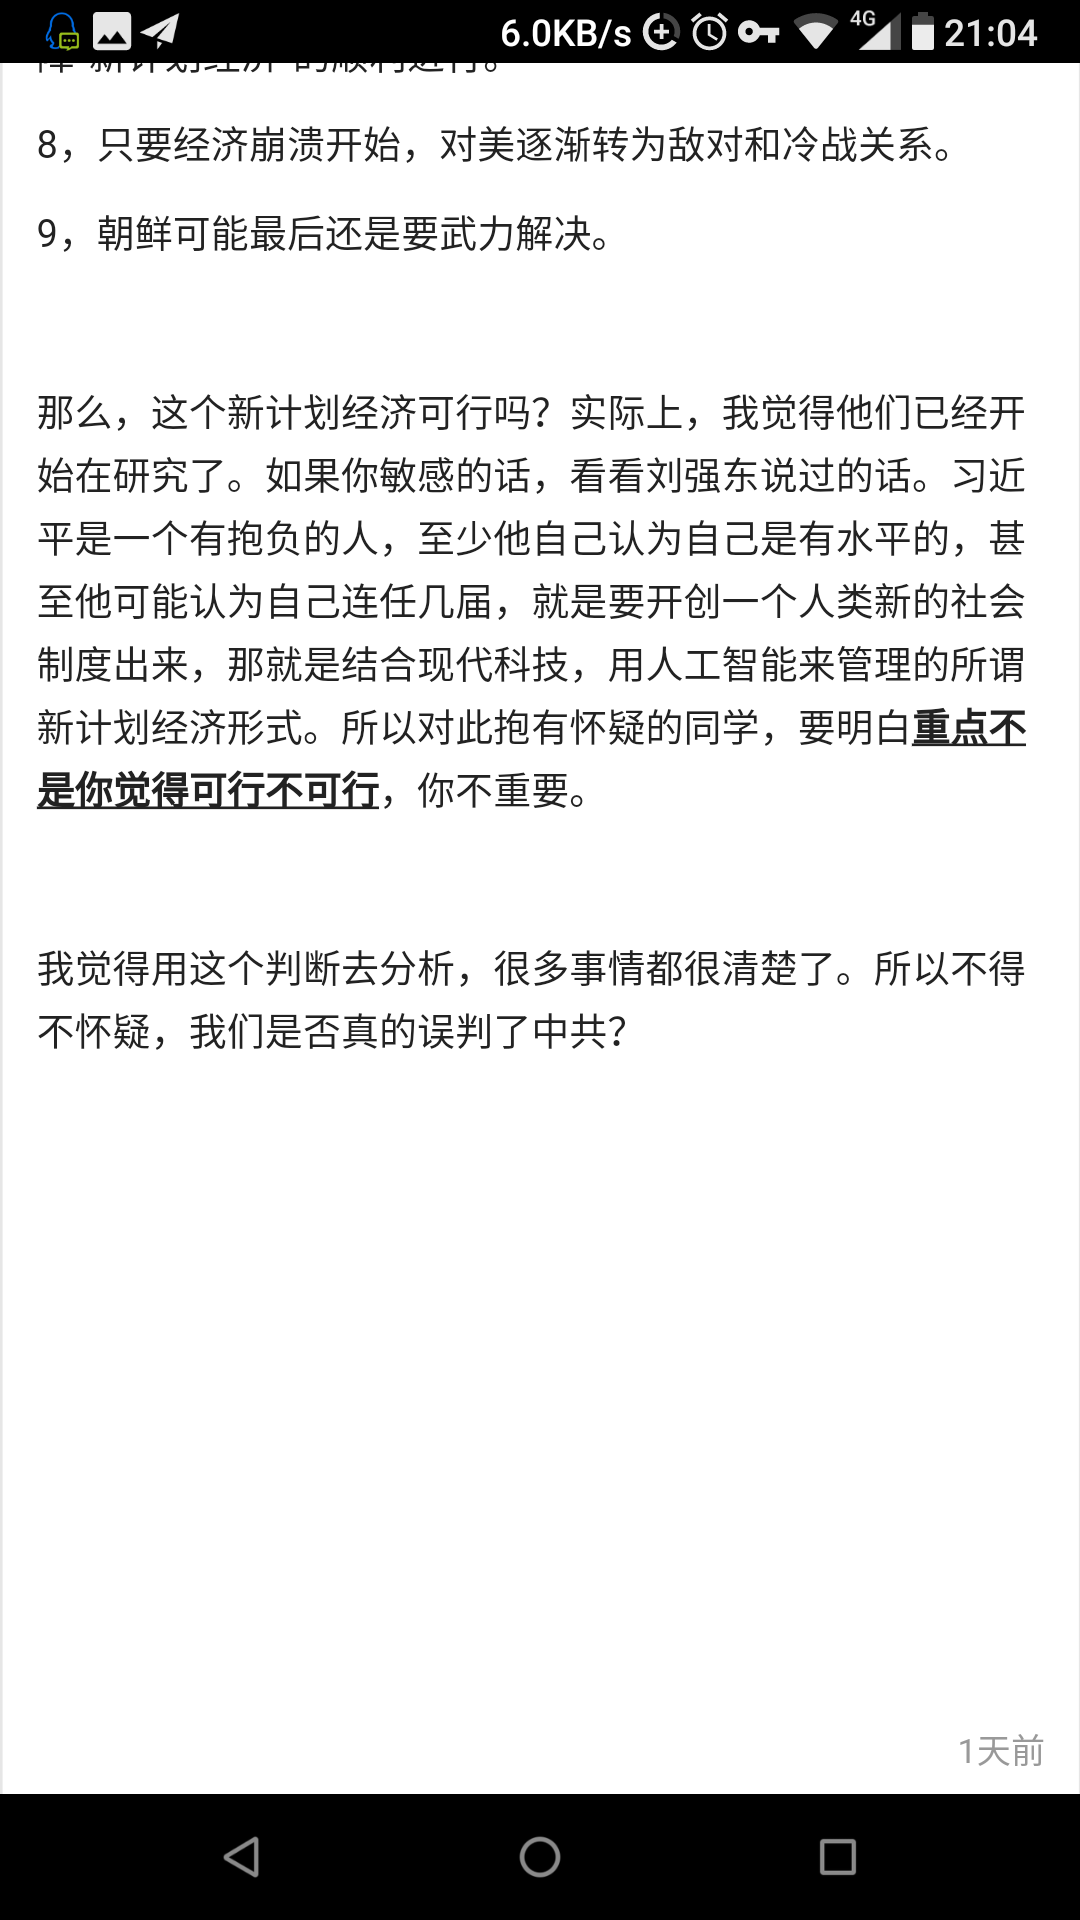 6.0KB/s 4G 21:04
障"新计划经济"的顺利进行。
8，只要经济崩溃开始，对美逐渐转为敌对和冷战关系。
9，朝鲜可能最后还是要武力解决。
那么，这个新计划经济可行吗？实际上，我觉得他们已经开
始在研究了。如果你敏感的话，看看刘强东说过的话。习近
平是一个有抱负的人，至少他自己认为自己是有水平的，甚
至他可能认为自己连任几届，就是要开创一个人类新的社会
制度出来，那就是结合现代科技，用人工智能来管理的所谓
新计划经济形式。所以对此抱有怀疑的同学，要明白重点不
是你觉得可行不可行，你不重要。
我觉得用这个判断去分析，很多事情都很清楚了。所以不得
不怀疑，我们是否真的误判了中共？
1天前